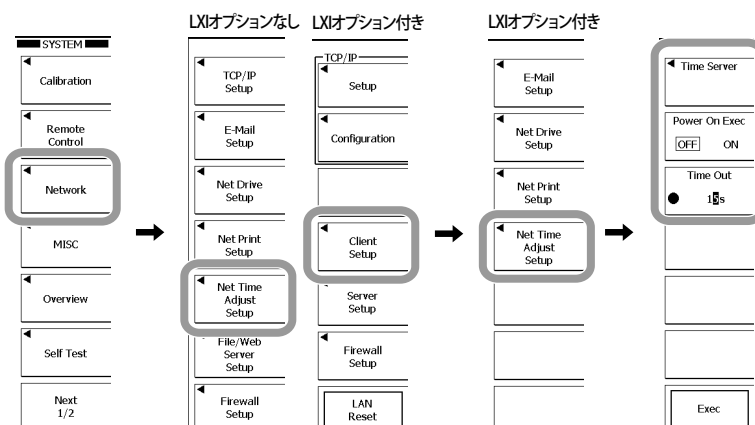 LXIオプションなし
LXIオプション付き
LXIオプション付き
SYSTEM
Calibration
Remote
Control
Network
MISC
Overview
Self Test
Next
1/2
TCP/IP
Setup
E-Mail
Setup
Net Drive
Setup
Net Print
Setup
Net Time
Adjust
Setup
File/Web
Server
Setup
Firewall
Setup
TCP/IP
Setup
Configuration
Client
Setup
Server
Setup
Firewall
Setup
LAN
Reset
E-Mail
Setup
Net Drive
Setup
Net Print
Setup
Net Time
Adjust
Setup
Time Server
Power On Exec
OFF ON
Time Out
15s
Exec